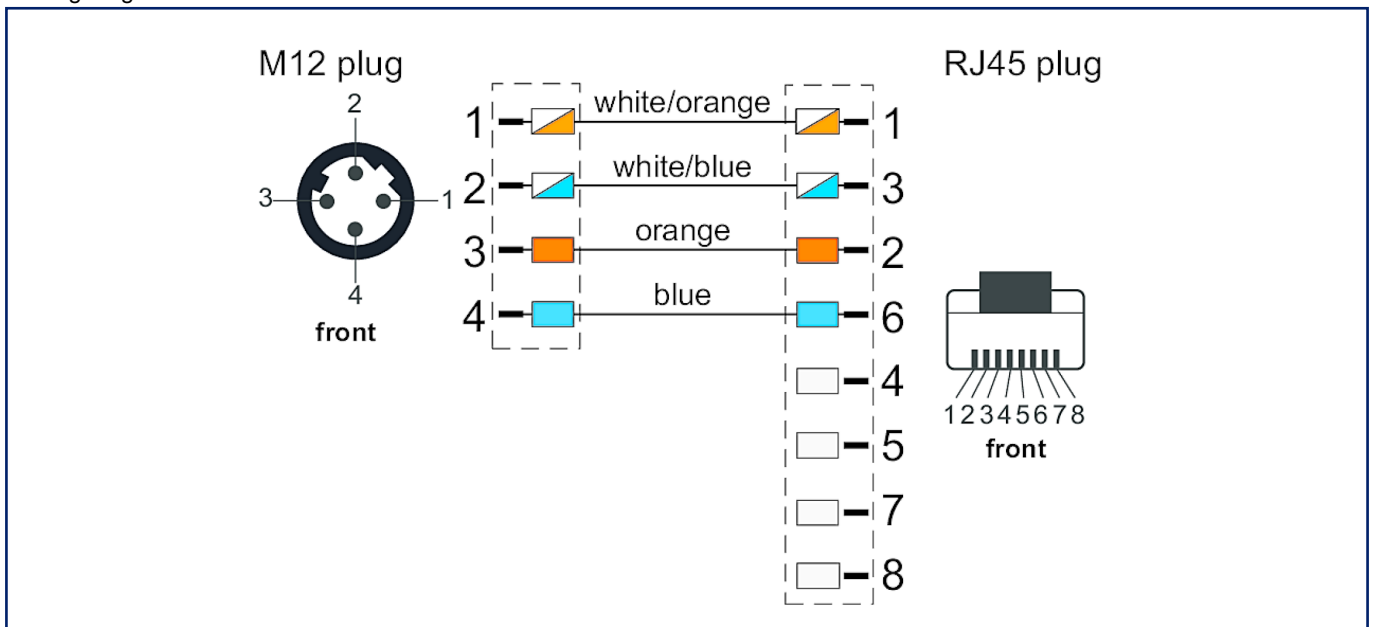 M12 plug
RJ45 plug
2
3
1
4
front
1 white/orange 1
2 white/blue 3
3 orange 2
4 blue 6
4
5
7
8
12345678
front